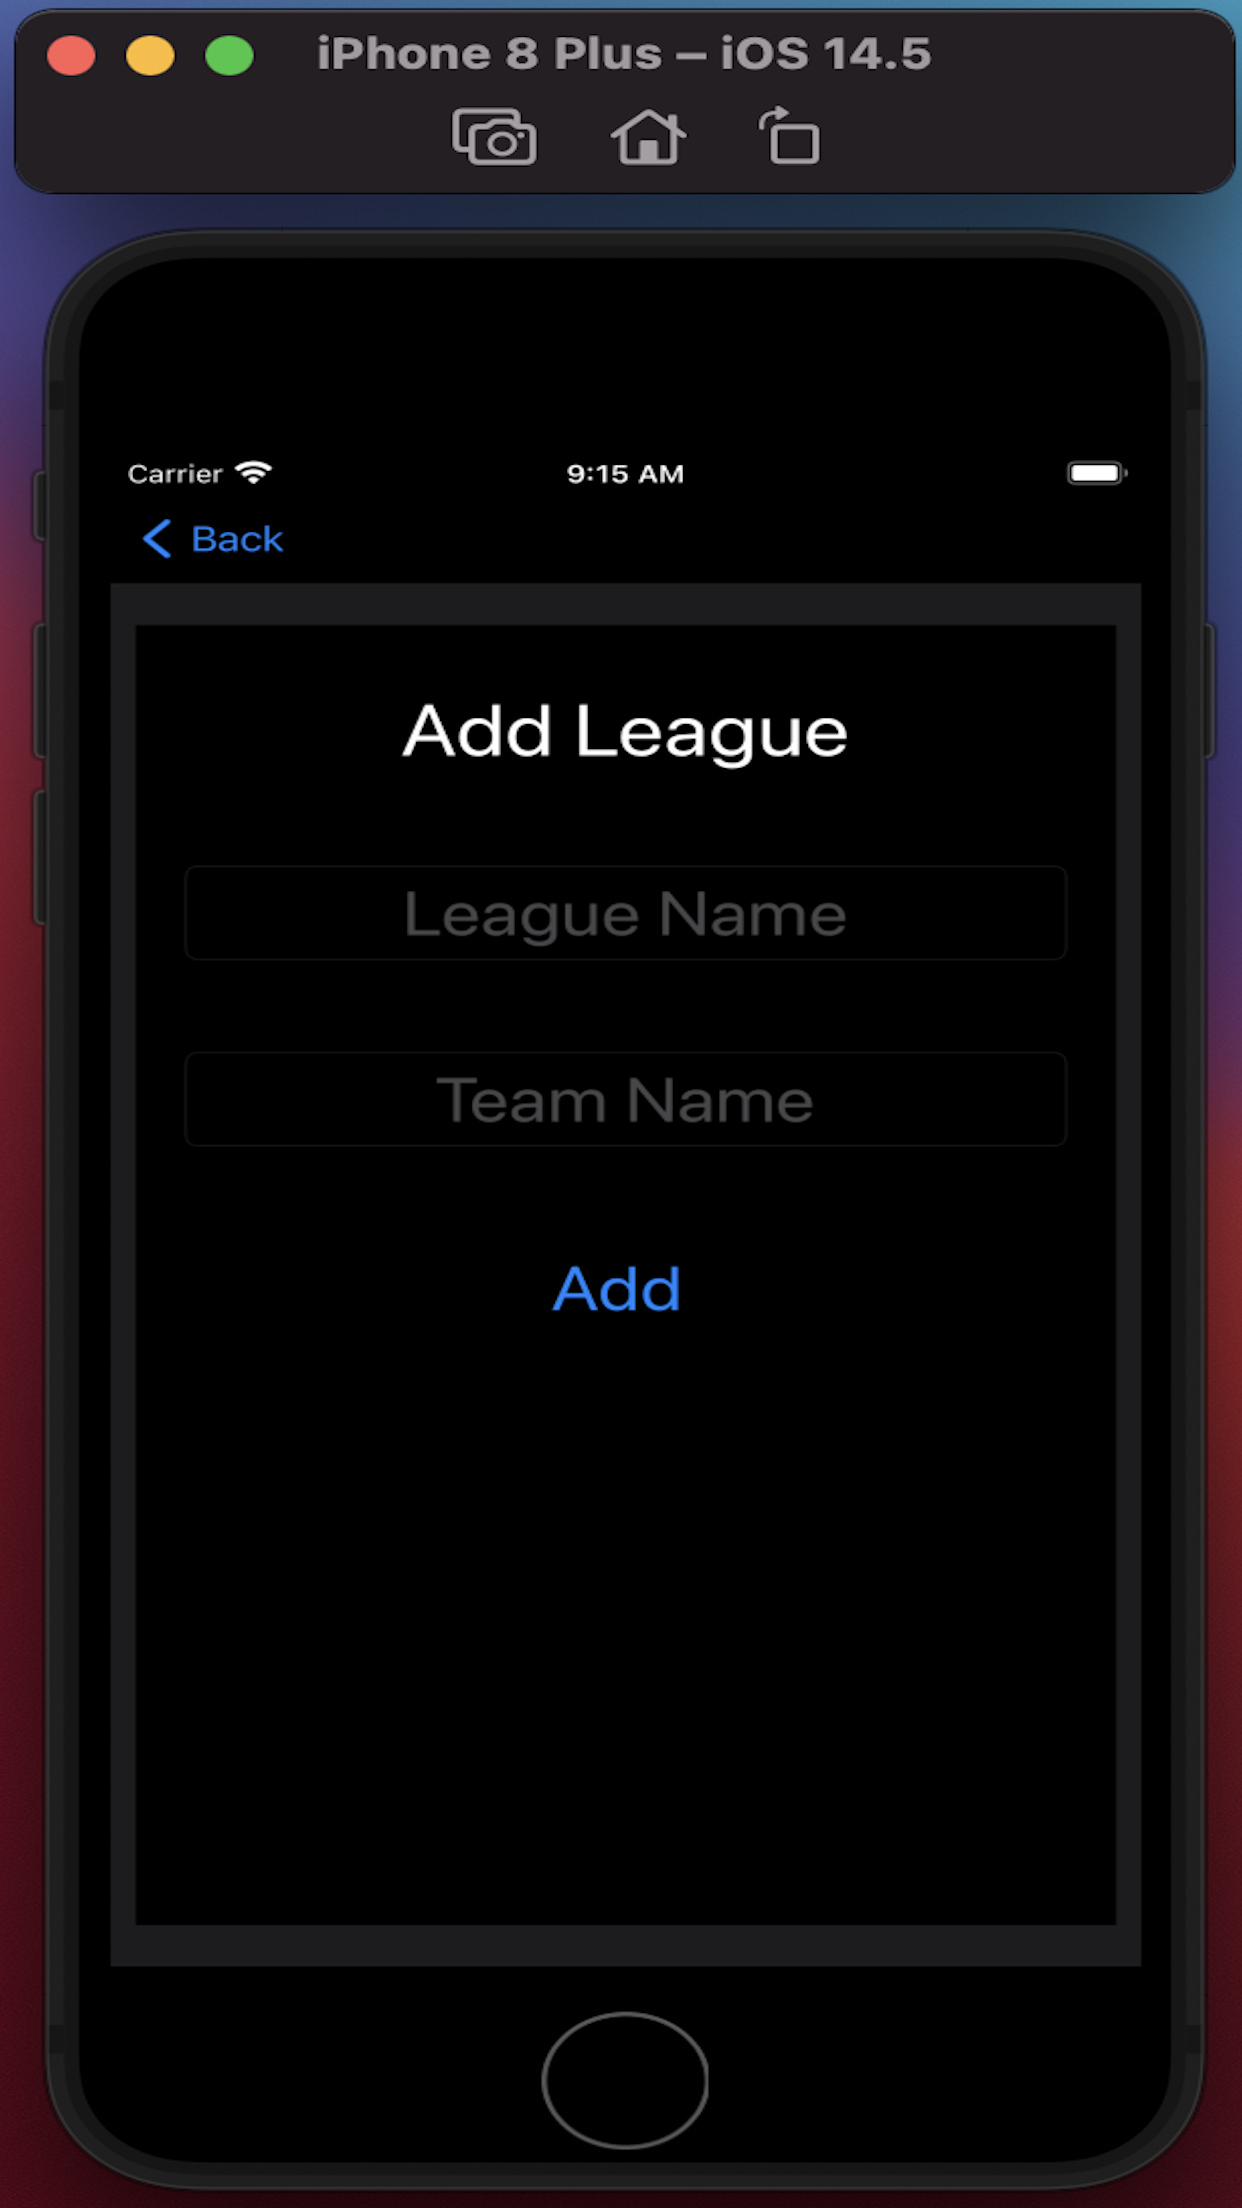 iPhone 8 Plus – iOS 14.5
Carrier 9:15 AM
Back
Add League
League Name
Team Name
Add